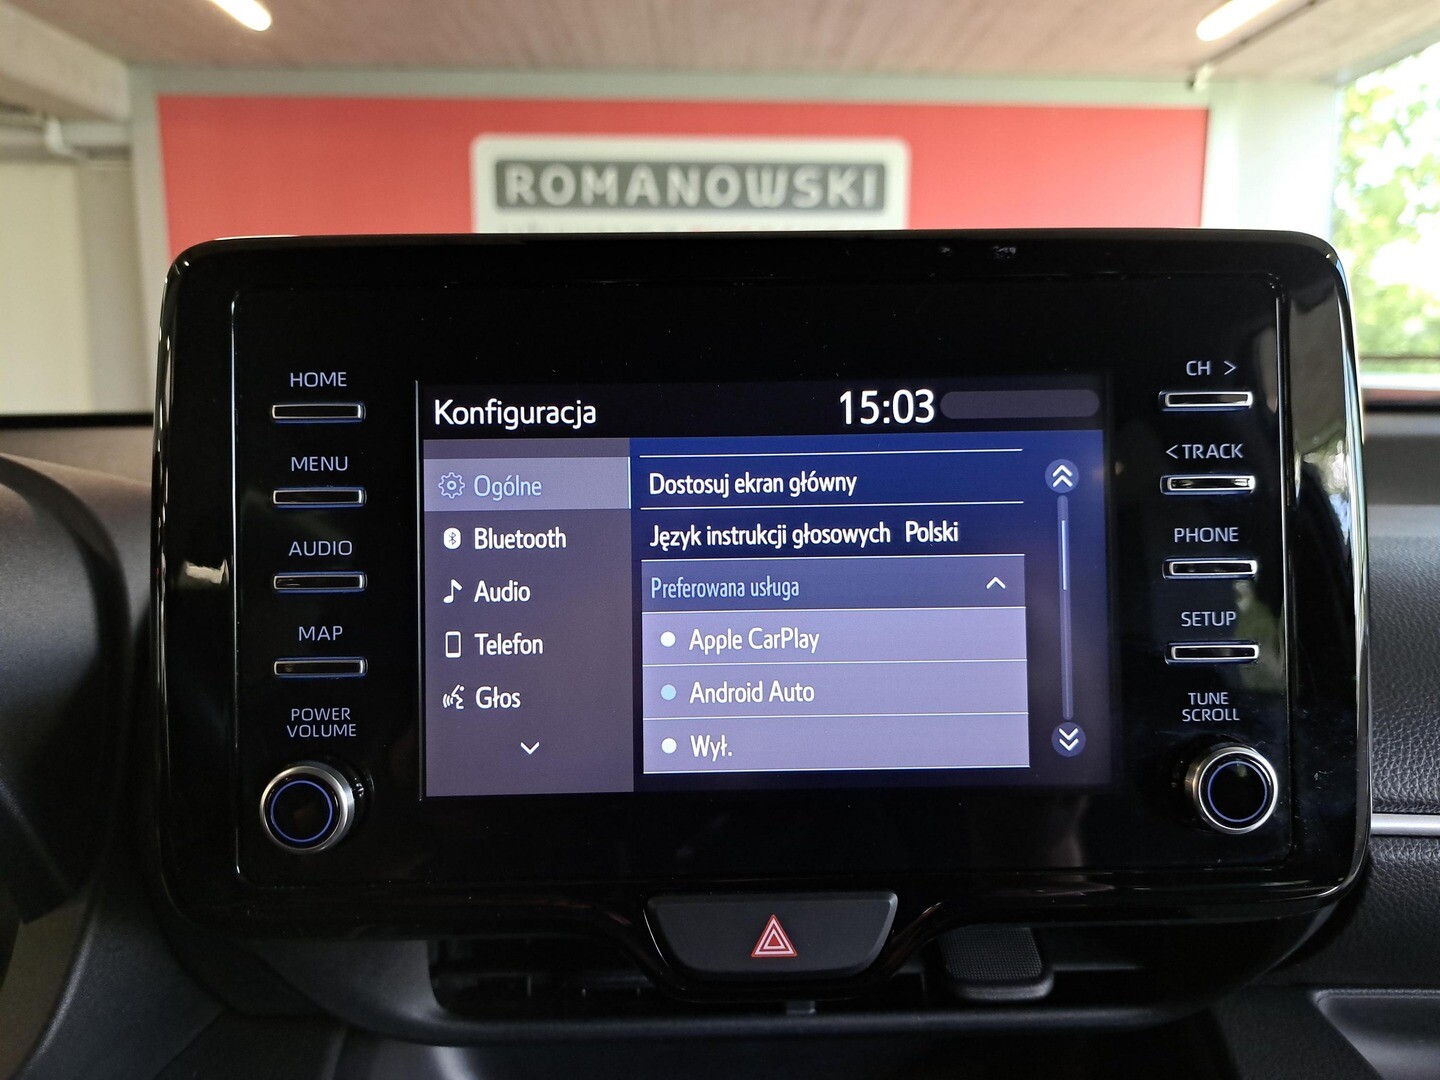 ROMANOWSKI
HOME
MENU
AUDIO
MAP
POWER
VOLUME
Konfiguracja
15:03
Ogólne
Bluetooth
Audio
Telefon
Głos
Dostosuj ekran główny
Język instrukcji głosowych Polski
Preferowana usługa
Apple CarPlay
Android Auto
Wył.
CH >
< TRACK
PHONE
SETUP
TUNE
SCROLL